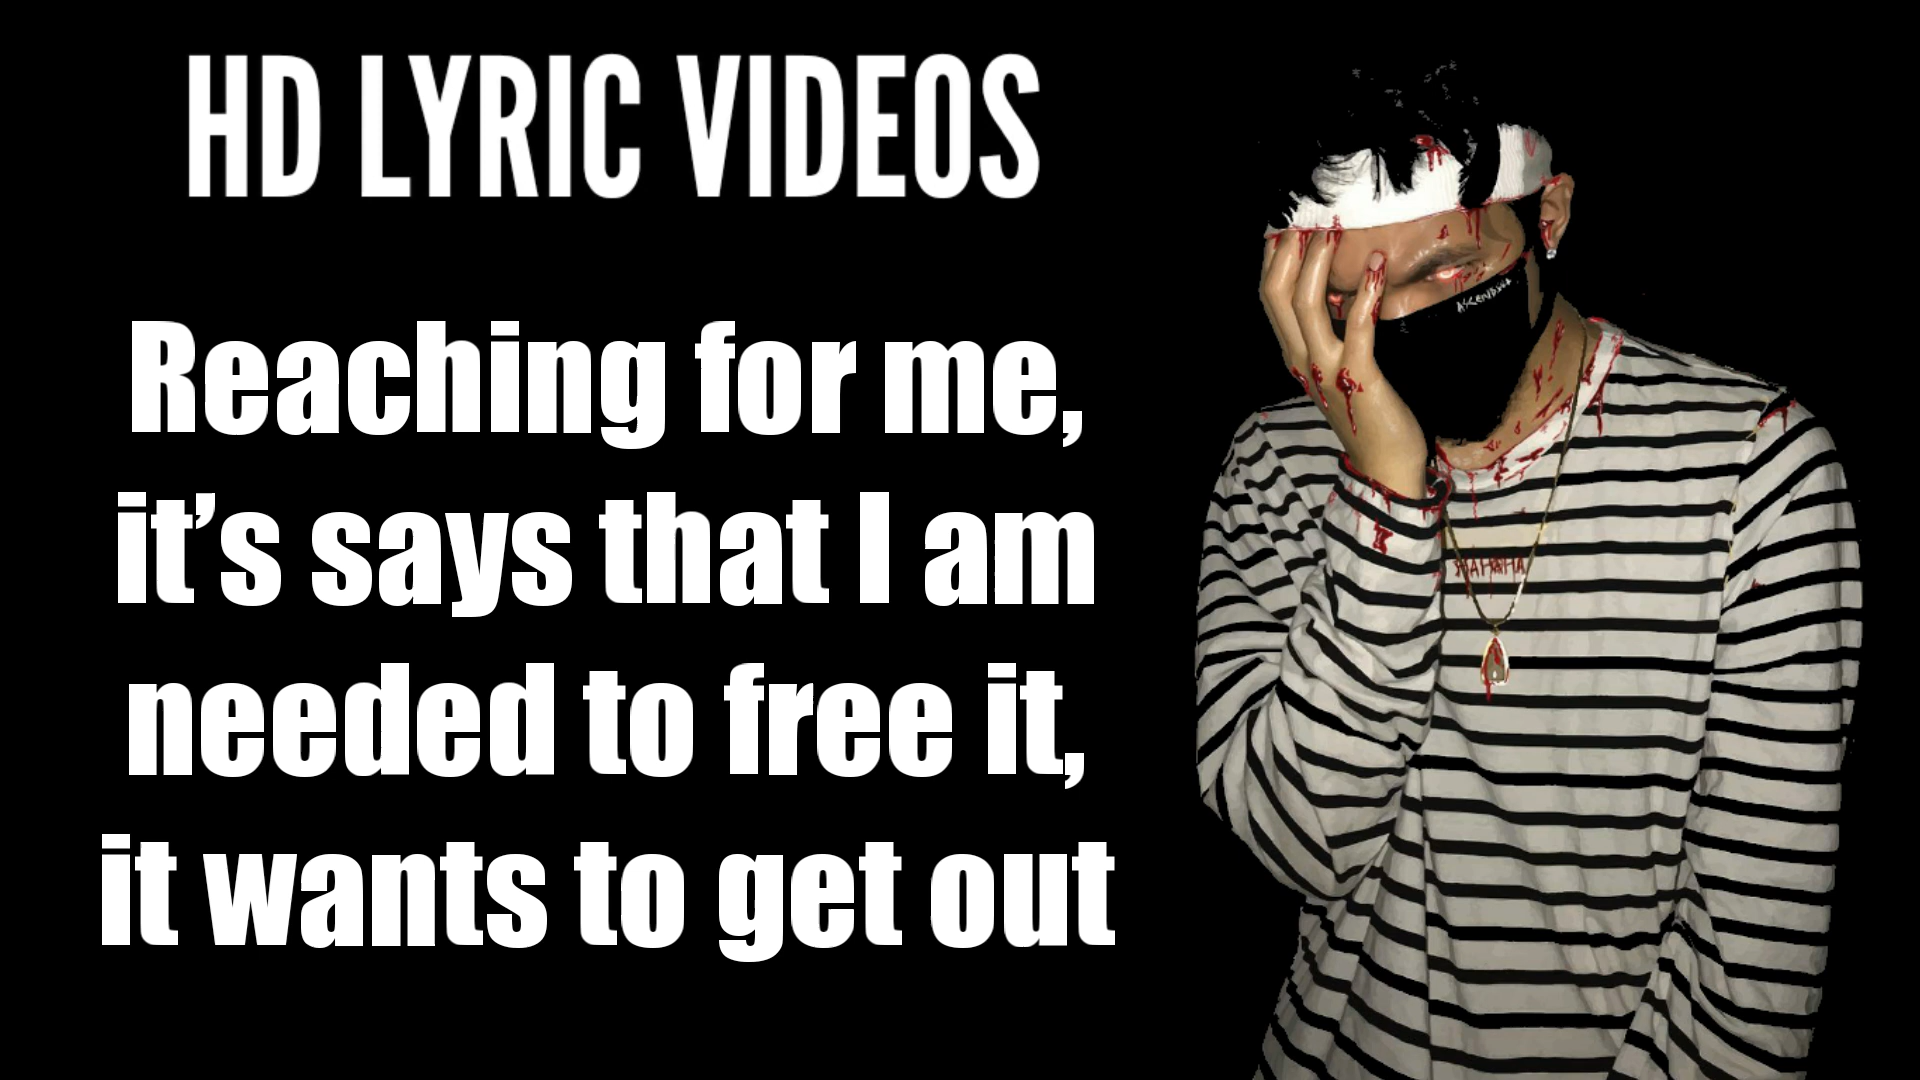 HD LYRIC VIDEOS
Reaching for me,
it’s says that I am
needed to free it,
it wants to get out
HAHAHA